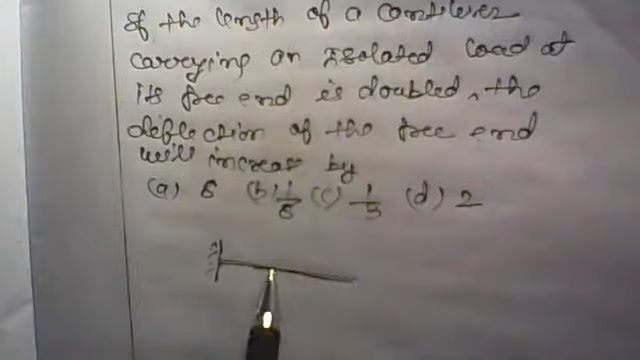 If the length of a cantilever
carrying an isolated load at
its free end is doubled, the
deflection of the free end
will increase by
(a) 8 (b) 1/8 (c) 1/3 (d) 2